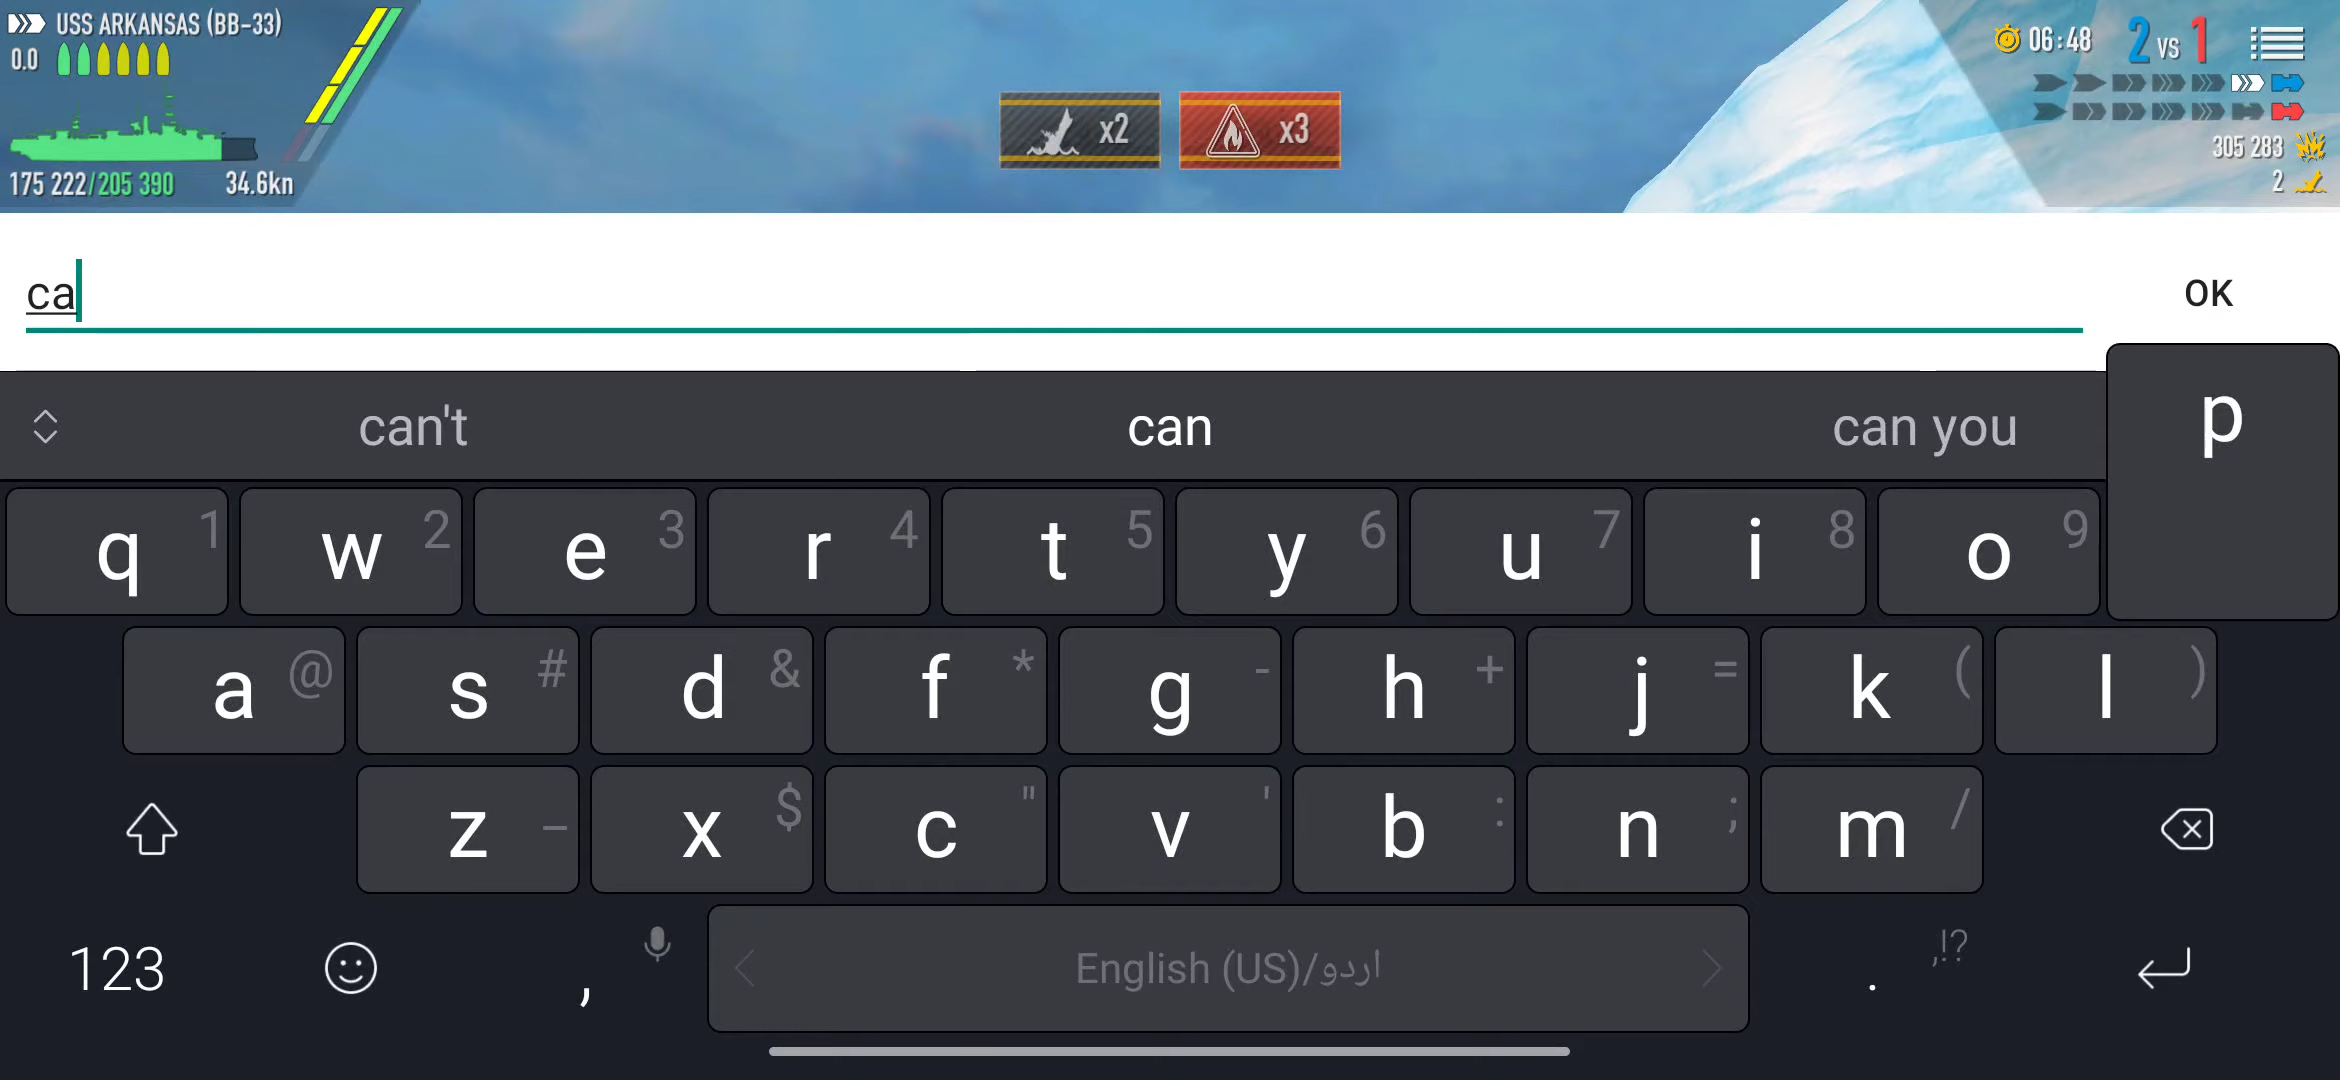 USS ARKANSAS (BB-33)
0.0
175 222/205 390 34.6kn
x2 x3
06:48 2 VS 1
305 283
2
ca
OK
can't can can you
p
q 1 w 2 e 3 r 4 t 5 y 6 u 7 i 8 o 9
a @ s # d & f * g - h + j = k ( l )
z _ x $ c " v ' b : n ; m /
123 , English (US)/اردو . ,!?